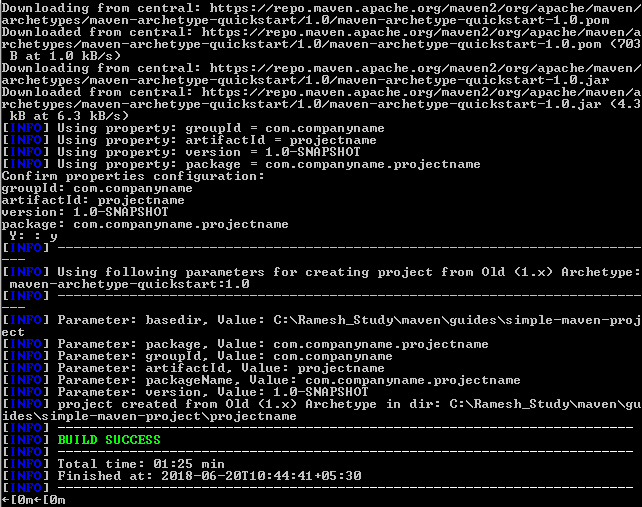 Downloading from central: https://repo.maven.apache.org/maven2/org/apache/maven/
archetypes/maven-archetype-quickstart/1.0/maven-archetype-quickstart-1.0.pom
Downloaded from central: https://repo.maven.apache.org/maven2/org/apache/maven/a
rchetypes/maven-archetype-quickstart/1.0/maven-archetype-quickstart-1.0.pom (703
 B at 1.0 kB/s)
Downloading from central: https://repo.maven.apache.org/maven2/org/apache/maven/
archetypes/maven-archetype-quickstart/1.0/maven-archetype-quickstart-1.0.jar
Downloaded from central: https://repo.maven.apache.org/maven2/org/apache/maven/a
rchetypes/maven-archetype-quickstart/1.0/maven-archetype-quickstart-1.0.jar (4.3
 kB at 6.3 kB/s)
[INFO] Using property: groupId = com.companyname
[INFO] Using property: artifactId = projectname
[INFO] Using property: version = 1.0-SNAPSHOT
[INFO] Using property: package = com.companyname.projectname
Confirm properties configuration:
groupId: com.companyname
artifactId: projectname
version: 1.0-SNAPSHOT
package: com.companyname.projectname
 Y: : y
[INFO] -------------------------------------------------------------------------
---
[INFO] Using following parameters for creating project from Old (1.x) Archetype:
 maven-archetype-quickstart:1.0
[INFO] -------------------------------------------------------------------------
---
[INFO] Parameter: basedir, Value: C:\Ramesh_Study\maven\guides\simple-maven-proj
ect
[INFO] Parameter: package, Value: com.companyname.projectname
[INFO] Parameter: groupId, Value: com.companyname
[INFO] Parameter: artifactId, Value: projectname
[INFO] Parameter: packageName, Value: com.companyname.projectname
[INFO] Parameter: version, Value: 1.0-SNAPSHOT
[INFO] project created from Old (1.x) Archetype in dir: C:\Ramesh_Study\maven\gu
ides\simple-maven-project\projectname
[INFO] ------------------------------------------------------------------------
[INFO] BUILD SUCCESS
[INFO] ------------------------------------------------------------------------
[INFO] Total time: 01:25 min
[INFO] Finished at: 2018-06-20T10:44:41+05:30
[INFO] ------------------------------------------------------------------------
←[0m←[0m